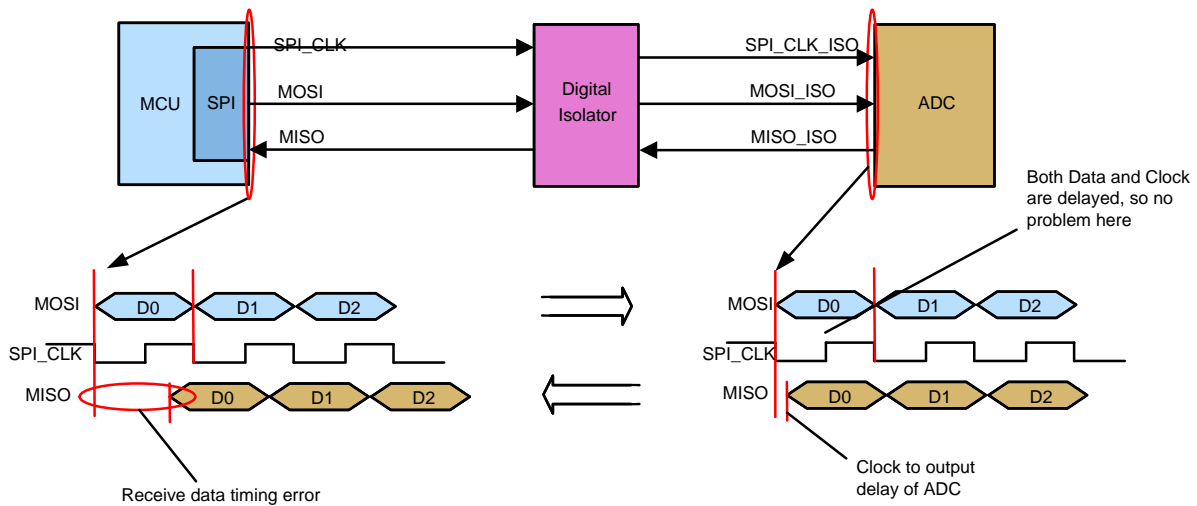 SPI_CLK
SPI_CLK_ISO
MCU
SPI
MOSI
Digital
Isolator
MOSI_ISO
ADC
MISO
MISO_ISO
Both Data and Clock
are delayed, so no
problem here
MOSI
D0
D1
D2
MOSI
D0
D1
D2
SPI_CLK
SPI_CLK
MISO
D0
D1
D2
MISO
D0
D1
D2
Receive data timing error
Clock to output
delay of ADC